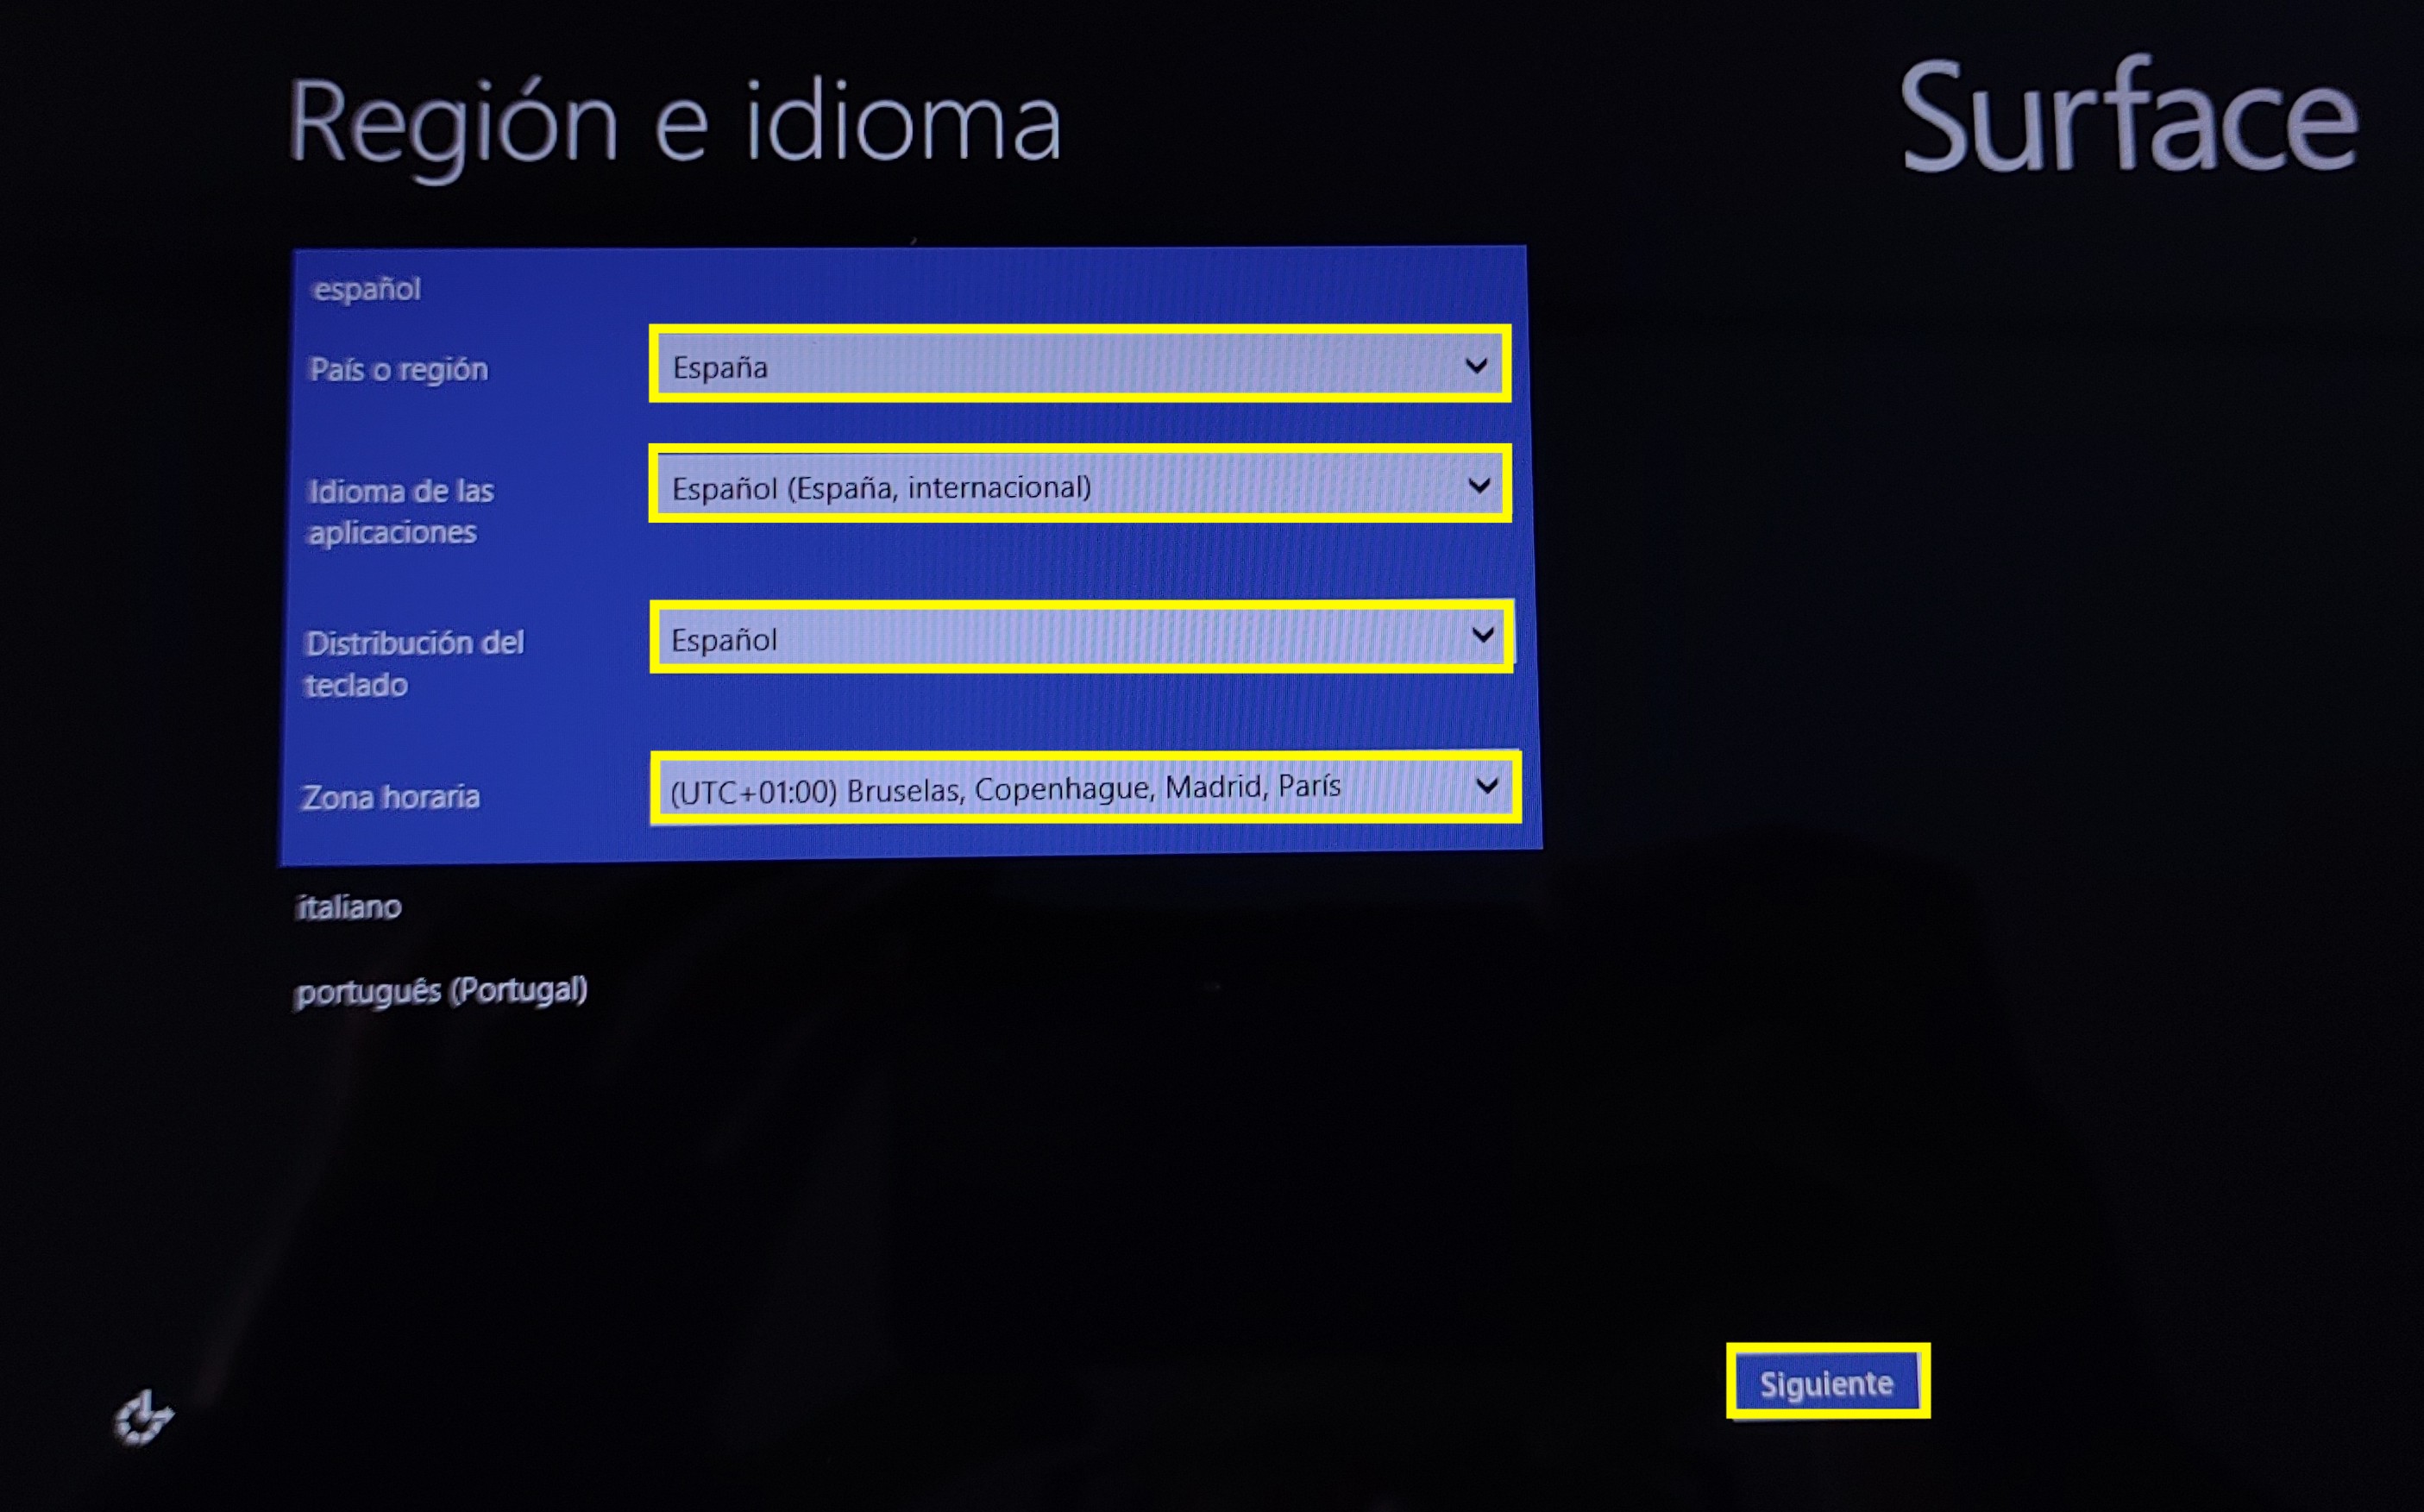 Región e idioma
Surface
español
País o región
España
Idioma de las
aplicaciones
Español (España, internacional)
Distribución del
teclado
Español
Zona horaria
(UTC+01:00) Bruselas, Copenhague, Madrid, París
italiano
português (Portugal)
Siguiente